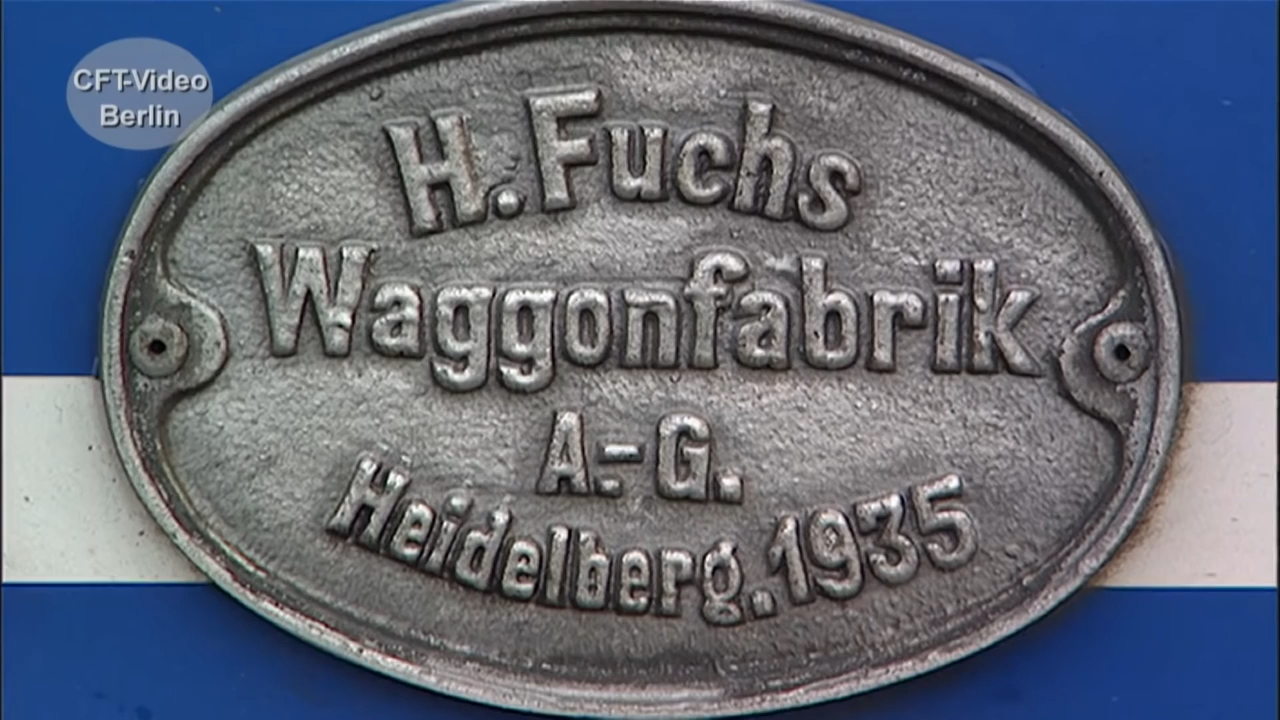 CFT-Video
Berlin
H. Fuchs
Waggonfabrik
A.-G.
Heidelberg. 1935